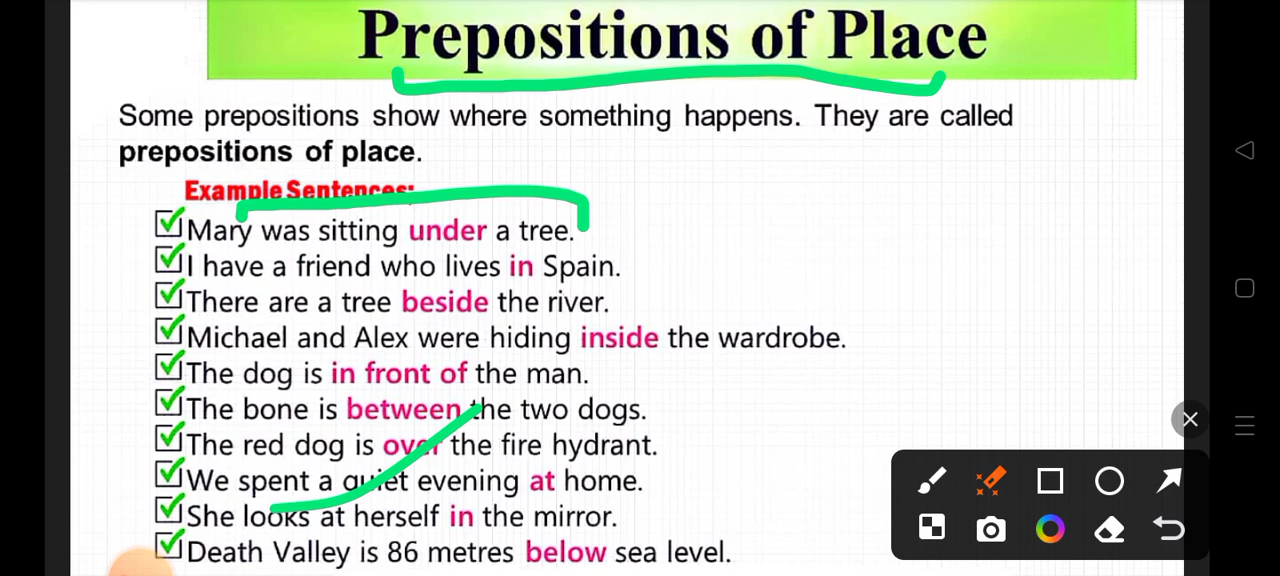 Prepositions of Place
Some prepositions show where something happens. They are called
prepositions of place.
Example Sentences:
Mary was sitting under a tree.
I have a friend who lives in Spain.
There are a tree beside the river.
Michael and Alex were hiding inside the wardrobe.
The dog is in front of the man.
The bone is between the two dogs.
The red dog is over the fire hydrant.
We spent a quiet evening at home.
She looks at herself in the mirror.
Death Valley is 86 metres below sea level.